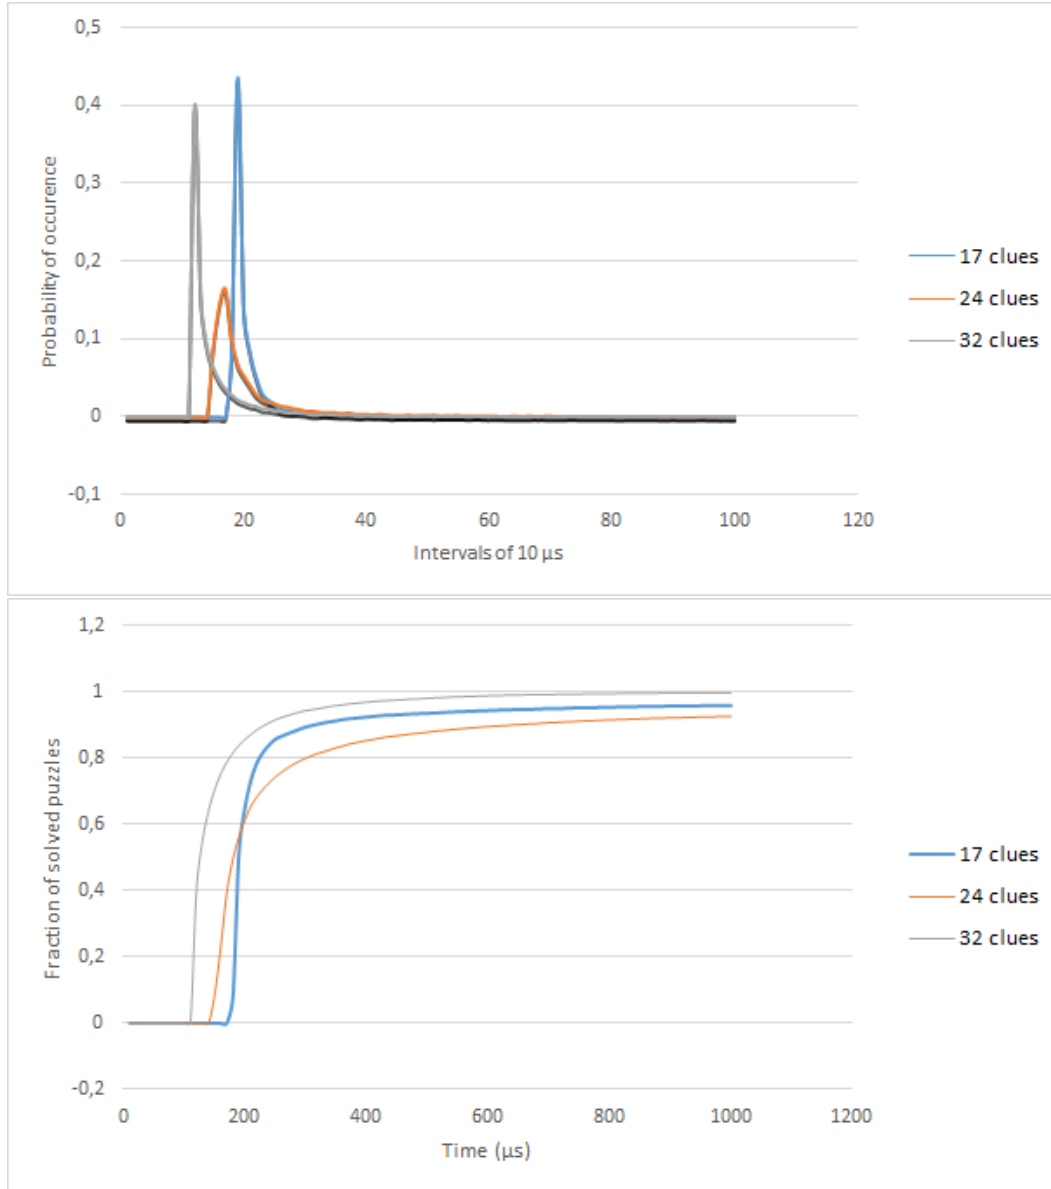 0,5
0,4
0,3
0,2
0,1
0
-0,1
Probability of occurence
0 20 40 60 80 100 120
Intervals of 10 µs
17 clues
24 clues
32 clues
1,2
1
0,8
0,6
0,4
0,2
0
-0,2
Fraction of solved puzzles
0 200 400 600 800 1000 1200
Time (µs)
17 clues
24 clues
32 clues